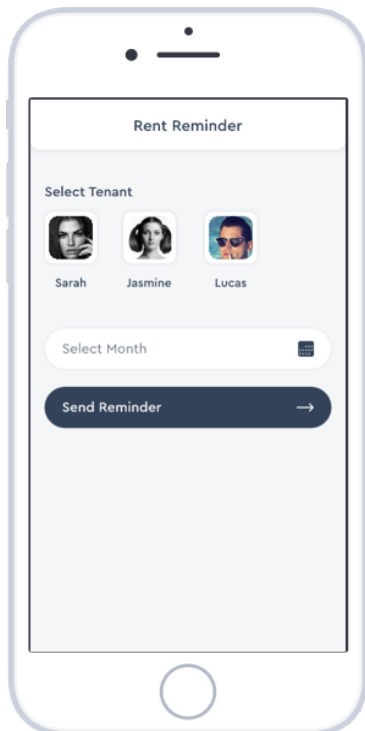 Rent Reminder
Select Tenant
Sarah Jasmine Lucas
Select Month
Send Reminder